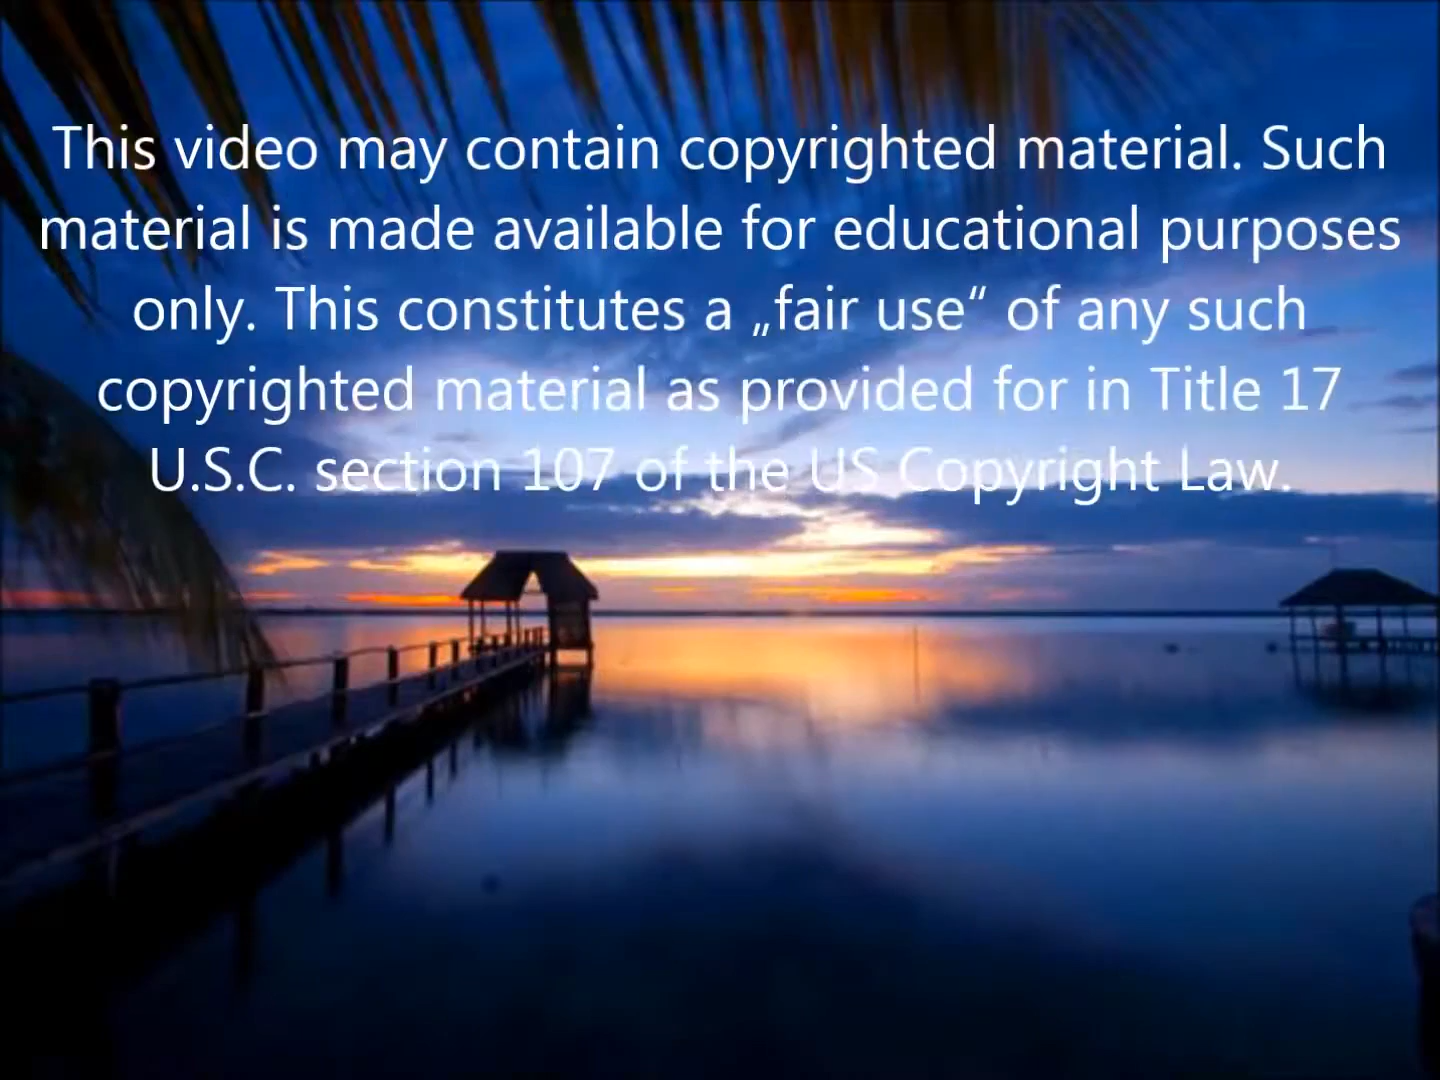 This video may contain copyrighted material. Such
material is made available for educational purposes
only. This constitutes a „fair use“ of any such
copyrighted material as provided for in Title 17
U.S.C. section 107 of the US Copyright Law.